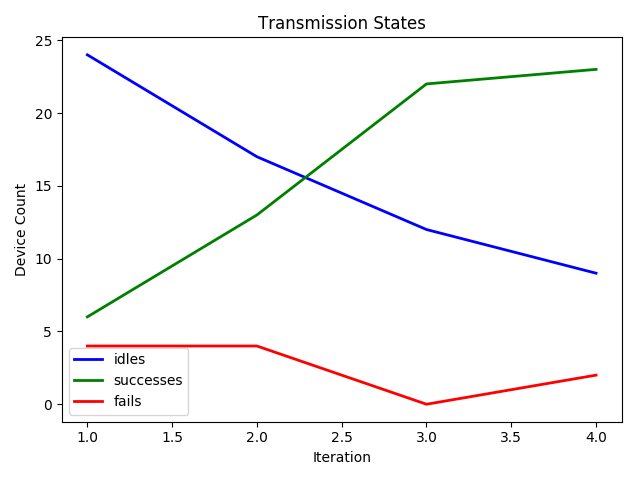 Transmission States
Device Count
25
20
15
10
5
0
idles
successes
fails
1.0 1.5 2.0 2.5 3.0 3.5 4.0
Iteration